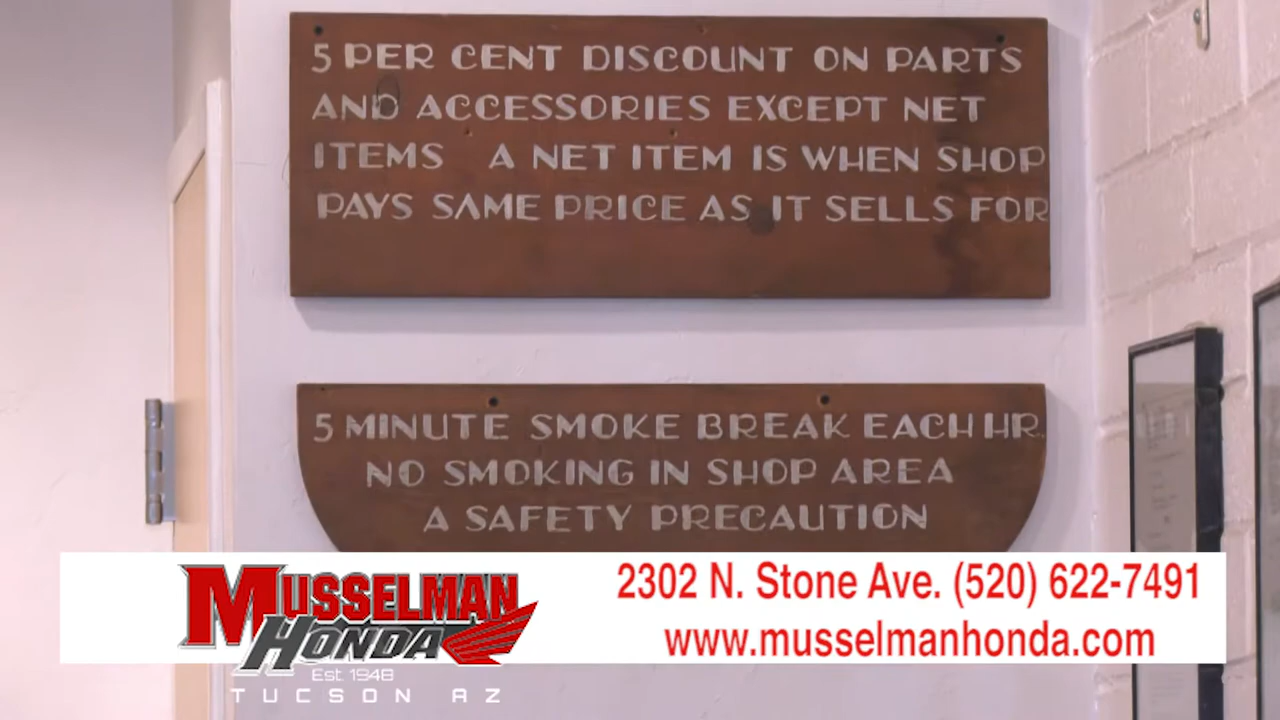 5 PER CENT DISCOUNT ON PARTS
AND ACCESSORIES EXCEPT NET
ITEMS A NET ITEM IS WHEN SHOP
PAYS SAME PRICE AS IT SELLS FOR
5 MINUTE SMOKE BREAK EACH HR.
NO SMOKING IN SHOP AREA
A SAFETY PRECAUTION
MUSSELMAN
HONDA
Est. 1948
TUCSON AZ
2302 N. Stone Ave. (520) 622-7491
www.musselmanhonda.com